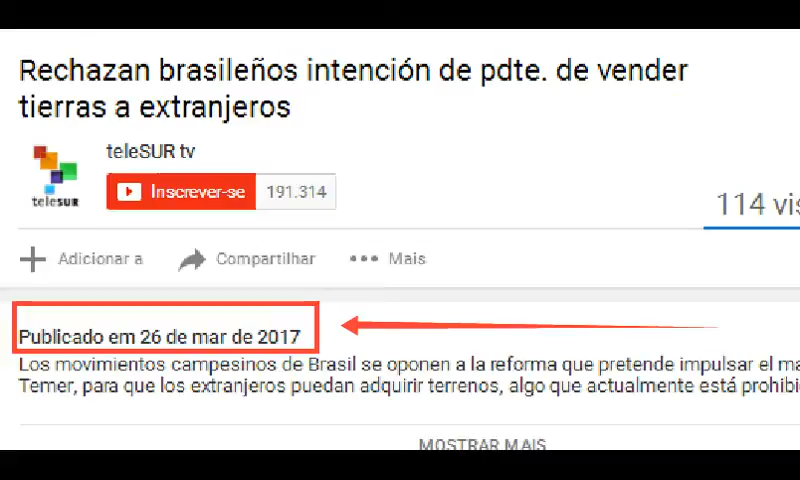 Rechazan brasileños intención de pdte. de vender
tierras a extranjeros
teleSUR tv
teleSUR
Inscrever-se 191.314
114 vis
Adicionar a Compartilhar Mais
Publicado em 26 de mar de 2017
Los movimientos campesinos de Brasil se oponen a la reforma que pretende impulsar el ma
Temer, para que los extranjeros puedan adquirir terrenos, algo que actualmente está prohibi
MOSTRAR MAIS